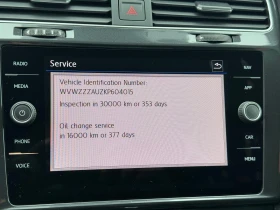 Service
RADIO
MEDIA
PHONE
VOICE
Vehicle Identification Number:
WVWZZZAUZKP604015
Inspection in 30000 km or 353 days
Oil change service
in 16000 km or 377 days
NAV
APP
CAR
MENU